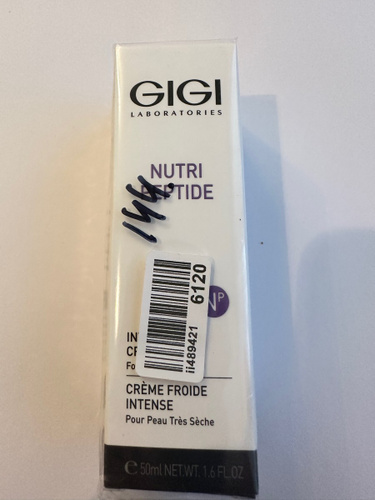 GIGI
LABORATORIES
NUTRI
PEPTIDE
6120
ii489421
CRÈME FROIDE
INTENSE
Pour Peau Très Sèche
℮50ml NET.WT. 1.6 FL.OZ